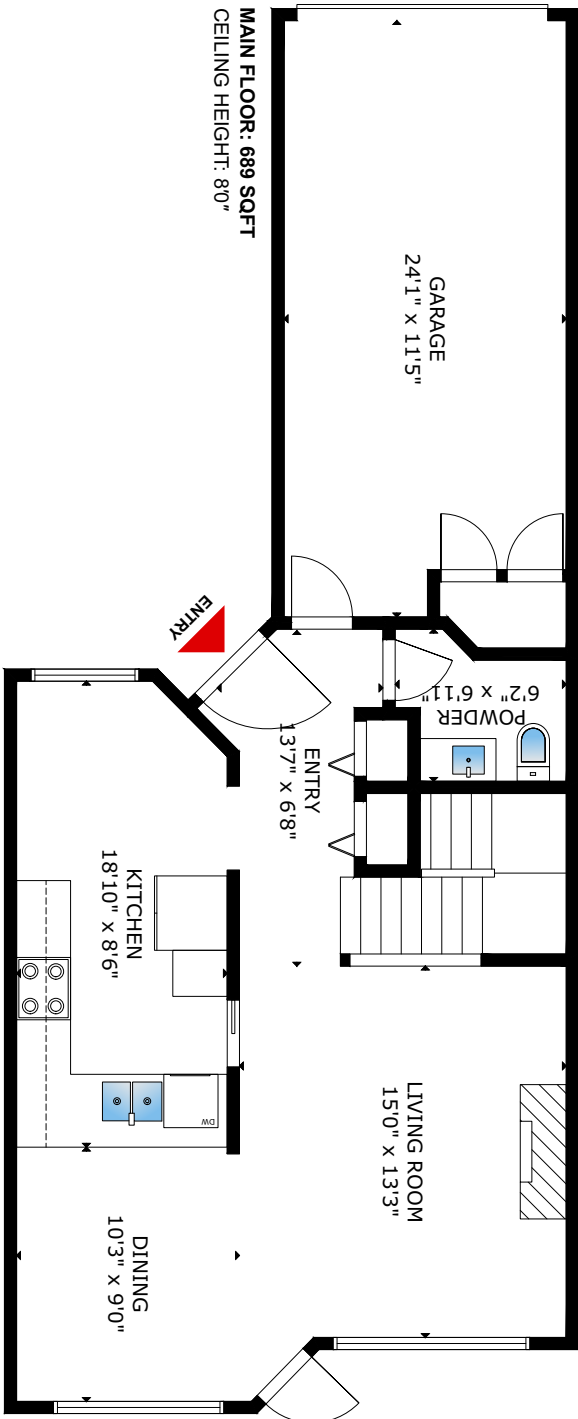 MAIN FLOOR: 689 SQFT
CEILING HEIGHT: 8'0"
GARAGE
24'1" x 11'5"
ENTRY
POWDER
6'2" x 6'11"
ENTRY
13'7" x 6'8"
KITCHEN
18'10" x 8'6"
DW
LIVING ROOM
15'0" x 13'3"
DINING
10'3" x 9'0"